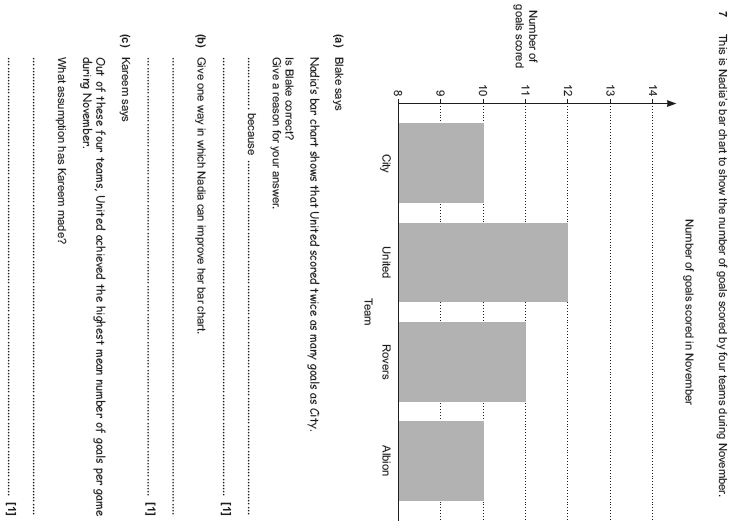 7 This is Nadia's bar chart to show the number of goals scored by four teams during November.
Number of goals scored in November
14
13
12
11
10
9
8
Number of
goals scored
City
United
Rovers
Albion
Team
(a) Blake says
Nadia's bar chart shows that United scored twice as many goals as City.
Is Blake correct?
Give a reason for your answer.
.................. because ..................................................................
.................................................................................................. [1]
(b) Give one way in which Nadia can improve her bar chart.
..................................................................................................
.................................................................................................. [1]
(c) Kareem says
Out of these four teams, United achieved the highest mean number of goals per game
during November.
What assumption has Kareem made?
..................................................................................................
.................................................................................................. [1]